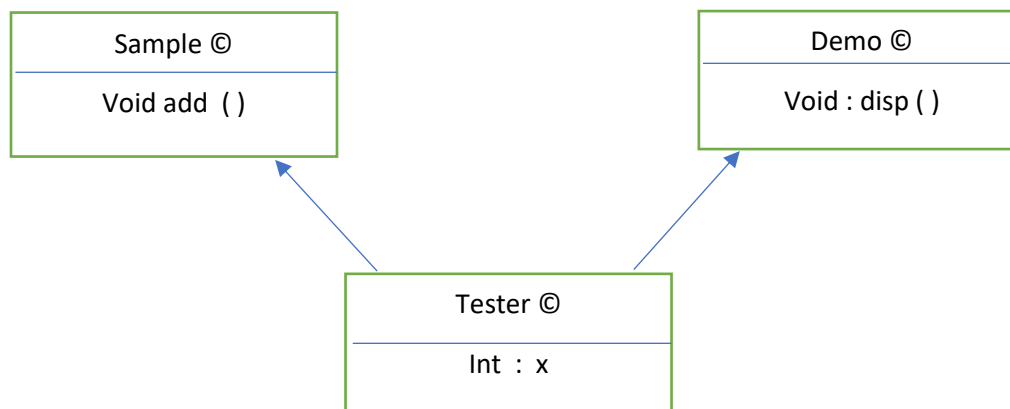 Sample ©
Void add ( )
Demo ©
Void : disp ( )
Tester ©
Int : x